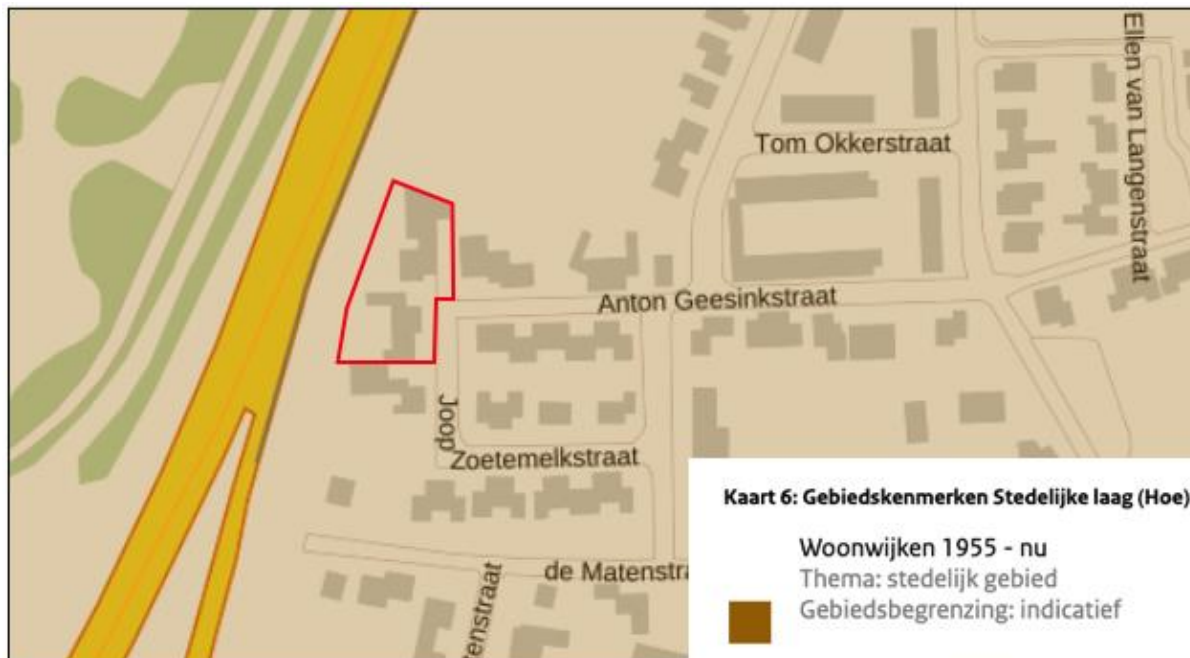 Ellen van Langenstraat
Tom Okkerstraat
Anton Geesinkstraat
Joop
Zoetemelkstraat
de Matenstra
tenstraat
Kaart 6: Gebiedskenmerken Stedelijke laag (Hoe)
Woonwijken 1955 - nu
Thema: stedelijk gebied
Gebiedsbegrenzing: indicatief